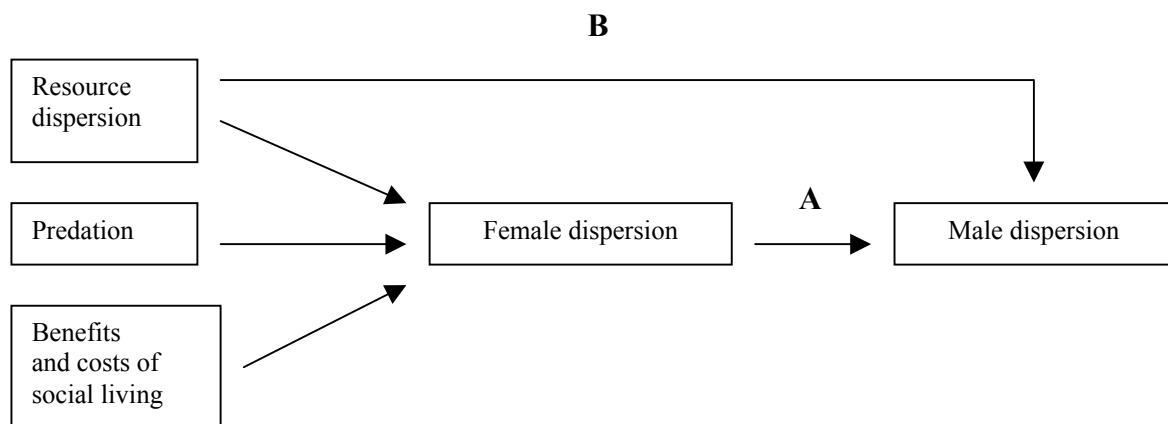 B
Resource
dispersion
A
Predation
Female dispersion
Male dispersion
Benefits
and costs of
social living